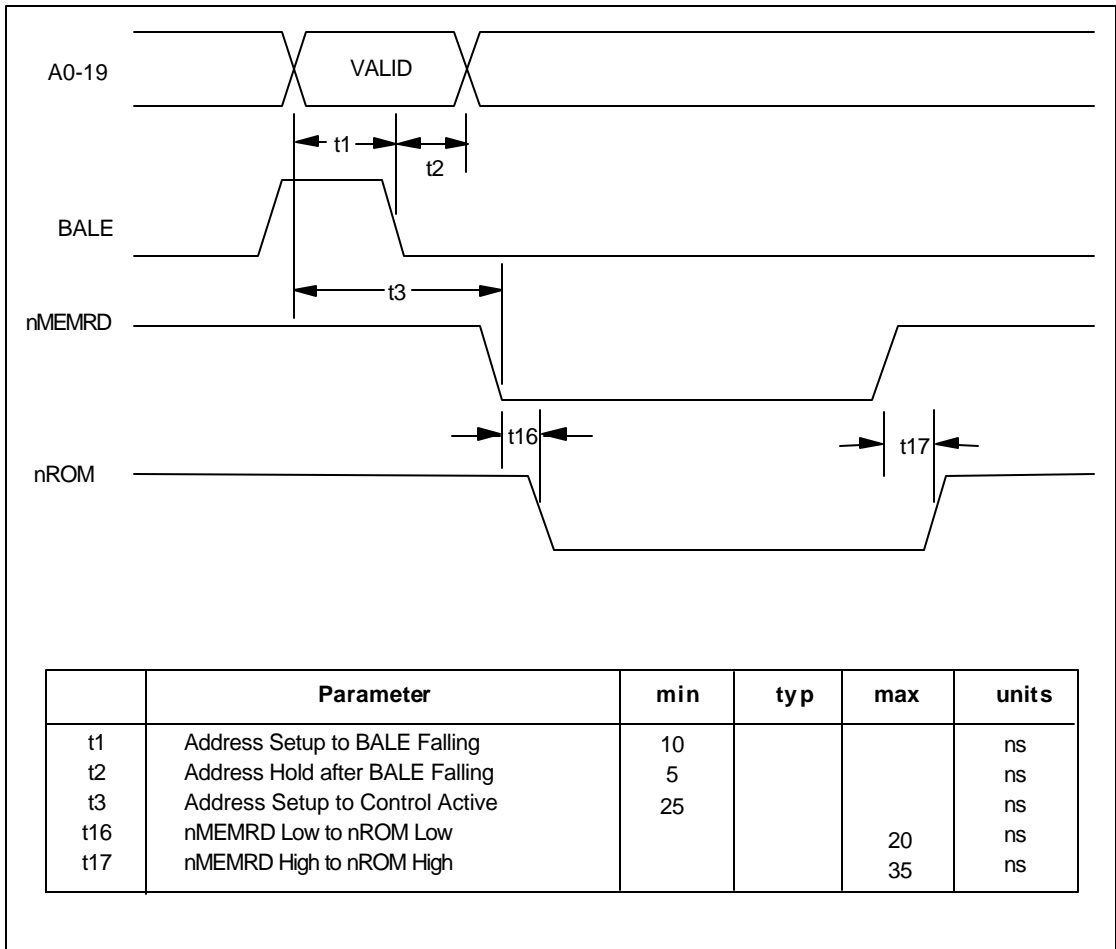 A0-19
VALID
t1
t2
BALE
t3
nMEMRD
t16
t17
nROM
Parameter min typ max units
t1 Address Setup to BALE Falling 10 ns
t2 Address Hold after BALE Falling 5 ns
t3 Address Setup to Control Active 25 ns
t16 nMEMRD Low to nROM Low 20 ns
t17 nMEMRD High to nROM High 35 ns